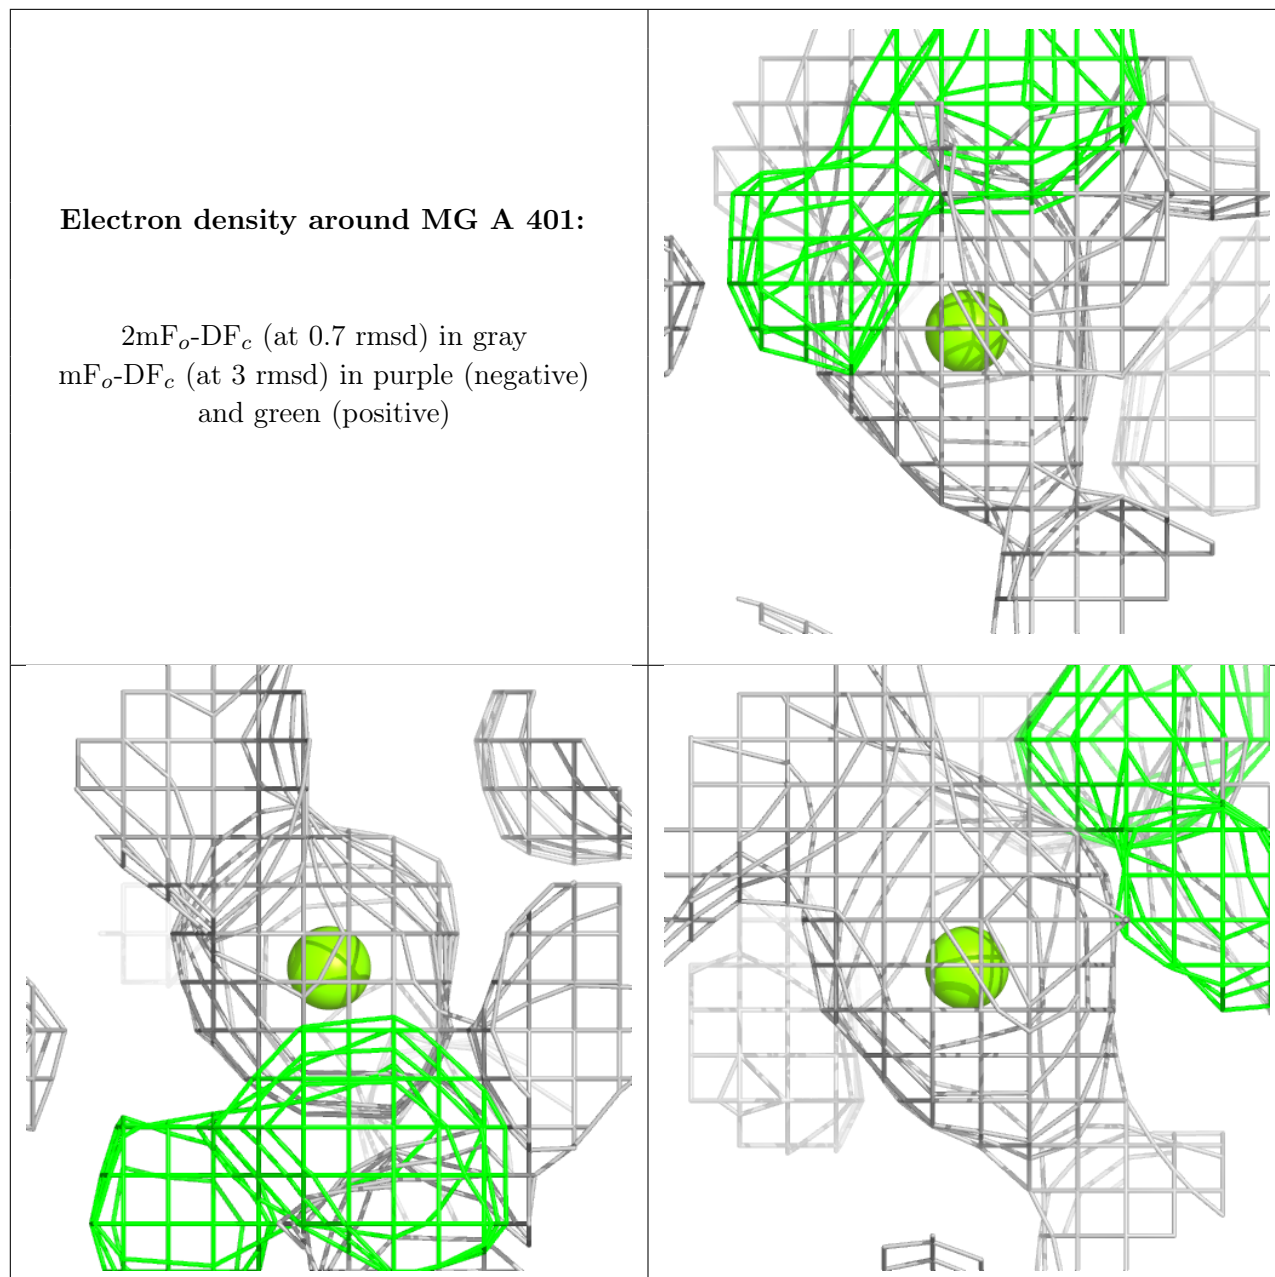 Electron density around MG A 401:
2mFo-DFc (at 0.7 rmsd) in gray
mFo-DFc (at 3 rmsd) in purple (negative)
and green (positive)